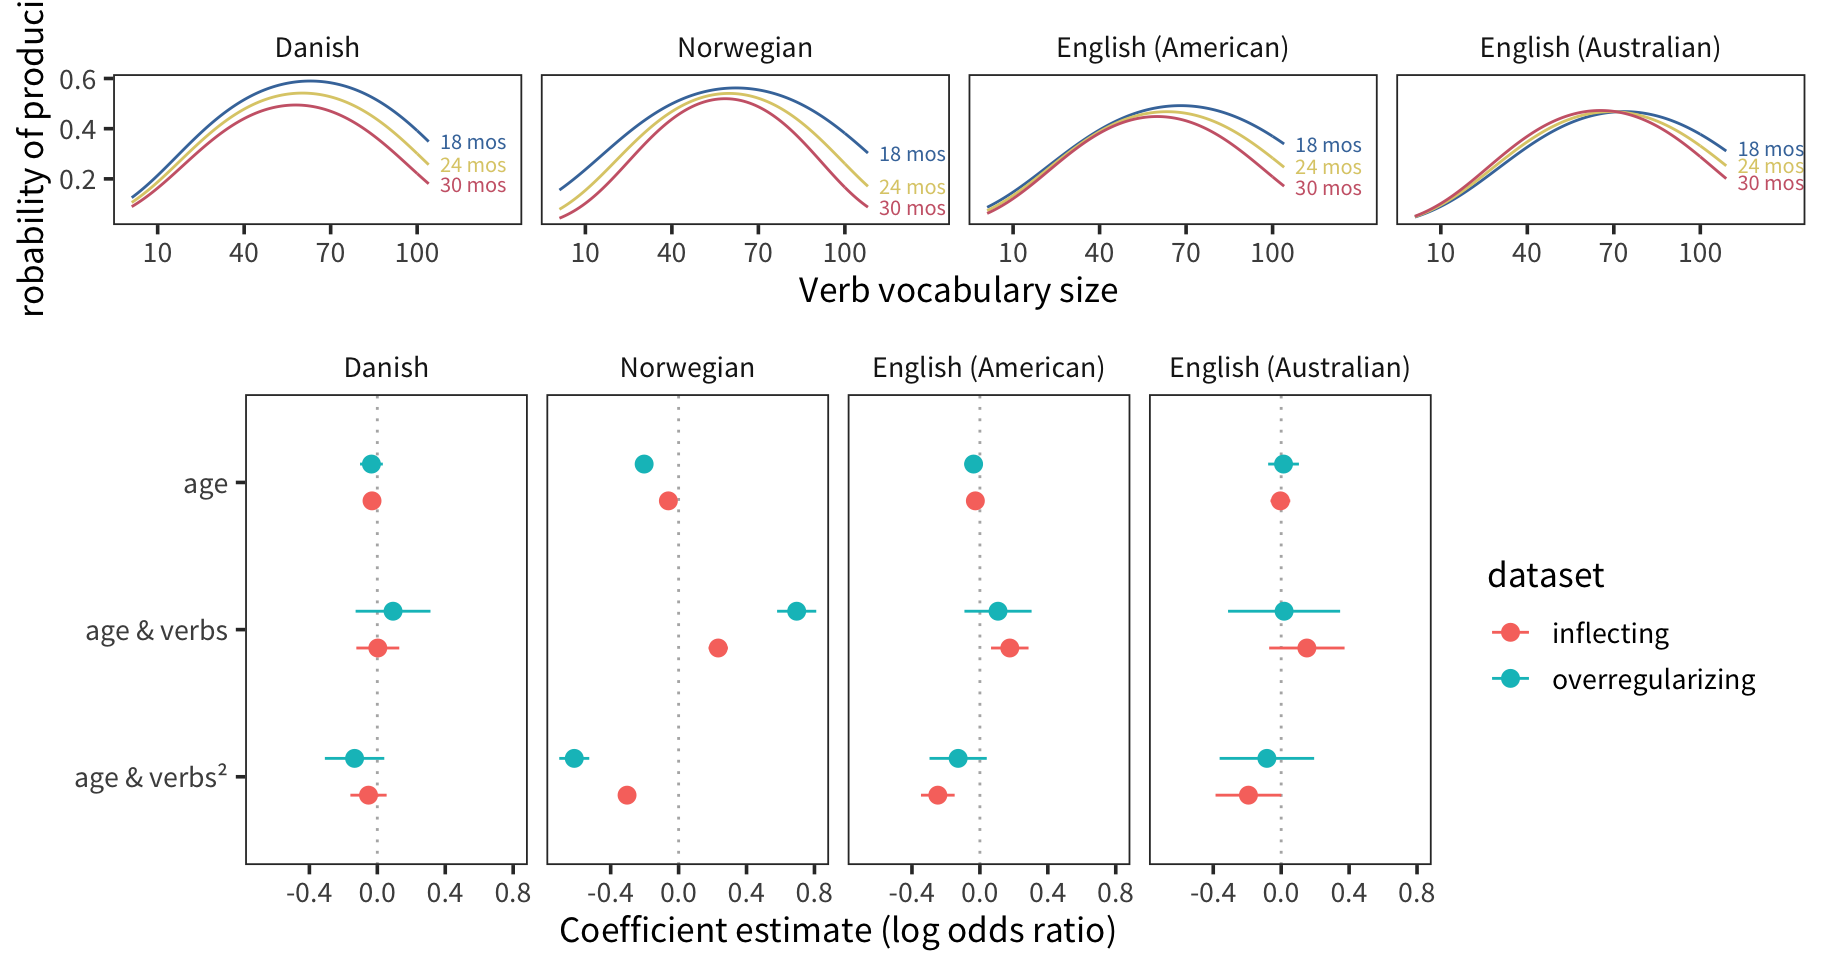 robability of produci
Danish
Norwegian
English (American)
English (Australian)
0.6
0.4
0.2
18 mos
24 mos
30 mos
18 mos
24 mos
30 mos
18 mos
24 mos
30 mos
18 mos
24 mos
30 mos
10 40 70 100
10 40 70 100
10 40 70 100
10 40 70 100
Verb vocabulary size
Danish
Norwegian
English (American)
English (Australian)
age
age & verbs
age & verbs²
-0.4 0.0 0.4 0.8
-0.4 0.0 0.4 0.8
-0.4 0.0 0.4 0.8
-0.4 0.0 0.4 0.8
Coefficient estimate (log odds ratio)
dataset
inflecting
overregularizing